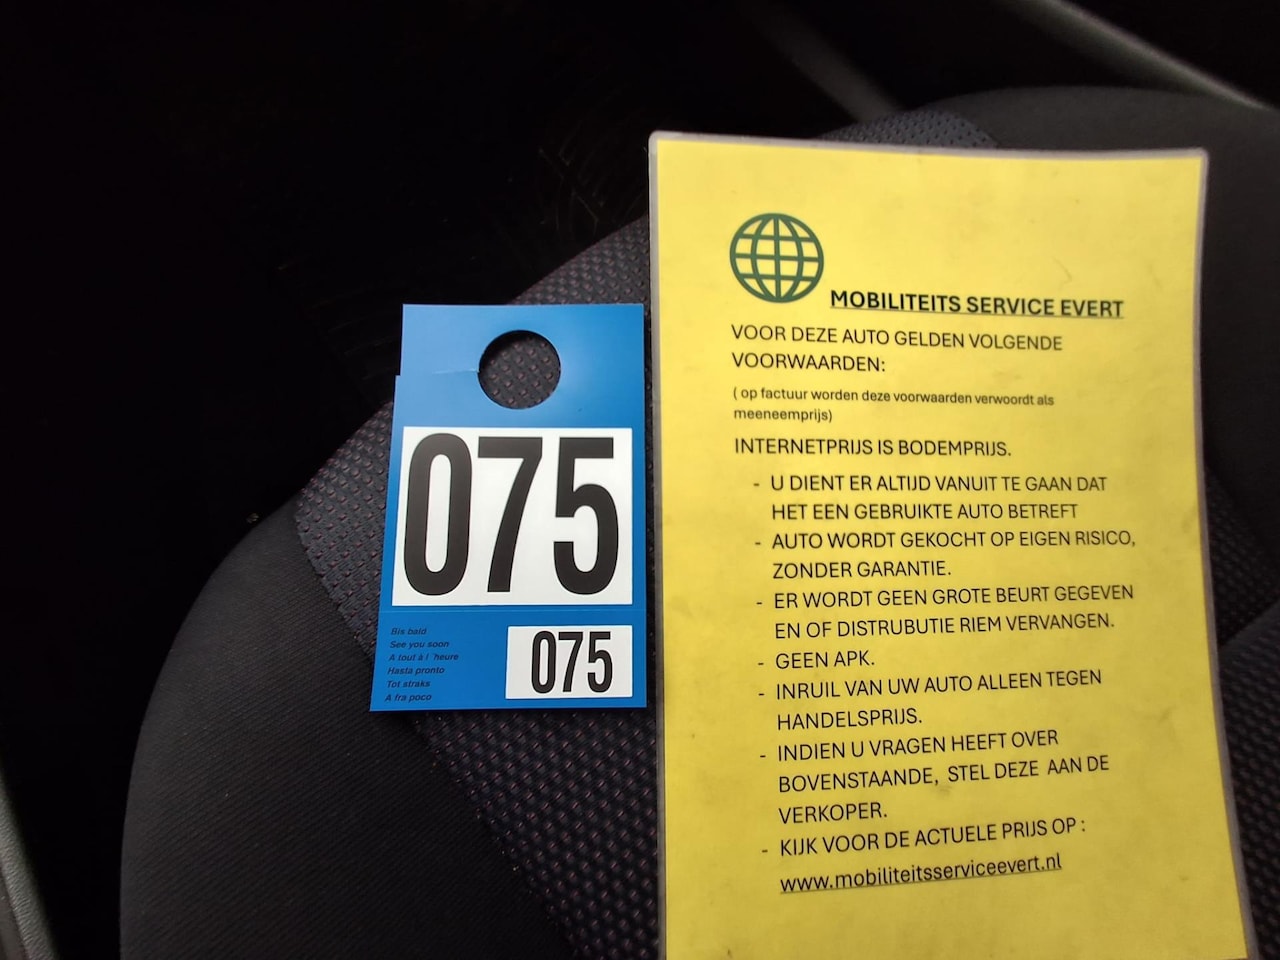 075
Bis bald
See you soon
A tout à l 'heure
Hasta pronto
Tot straks
A fra poco
075
MOBILITEITS SERVICE EVERT
VOOR DEZE AUTO GELDEN VOLGENDE
VOORWAARDEN:
( op factuur worden deze voorwaarden verwoordt als
meeneemprijs)
INTERNETPRIJS IS BODEMPRIJS.
- U DIENT ER ALTIJD VANUIT TE GAAN DAT
HET EEN GEBRUIKTE AUTO BETREFT
- AUTO WORDT GEKOCHT OP EIGEN RISICO,
ZONDER GARANTIE.
- ER WORDT GEEN GROTE BEURT GEGEVEN
EN OF DISTRUBUTIE RIEM VERVANGEN.
- GEEN APK.
- INRUIL VAN UW AUTO ALLEEN TEGEN
HANDELSPRIJS.
- INDIEN U VRAGEN HEEFT OVER
BOVENSTAANDE, STEL DEZE AAN DE
VERKOPER.
- KIJK VOOR DE ACTUELE PRIJS OP :
www.mobiliteitsserviceevert.nl